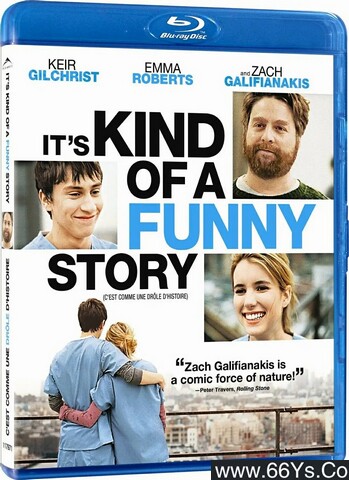 Blu-ray Disc
KEIR
GILCHRIST
EMMA
ROBERTS
and ZACH
GALIFIANAKIS
IT'S KIND
OF A
FUNNY
STORY
(C'EST COMME UNE DRÔLE D'HISTOIRE)
"Zach Galifianakis is
a comic force of nature!"
—Peter Travers, Rolling Stone
IT'S KIND OF A FUNNY STORY
C'EST COMME UNE DRÔLE D'HISTOIRE
www.66Ys.Co